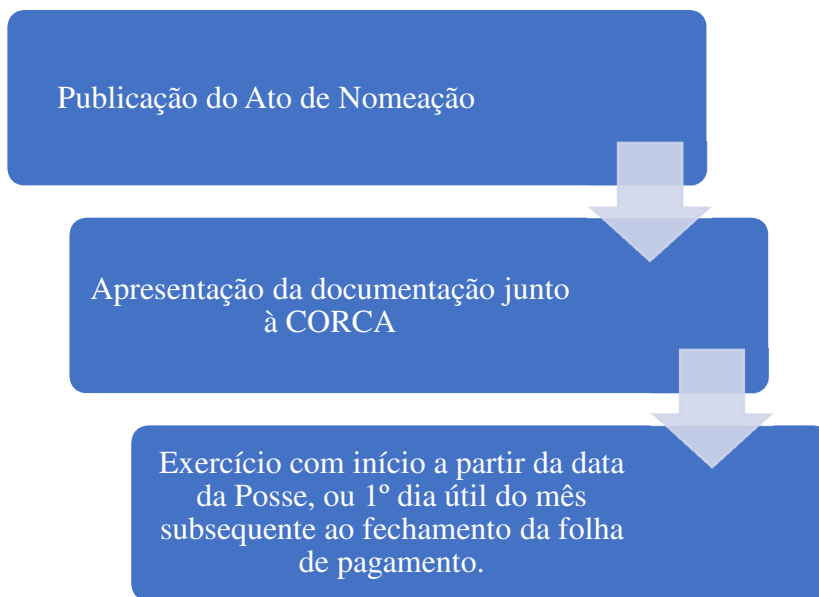 Publicação do Ato de Nomeação
Apresentação da documentação junto
à CORCA
Exercício com início a partir da data
da Posse, ou 1º dia útil do mês
subsequente ao fechamento da folha
de pagamento.